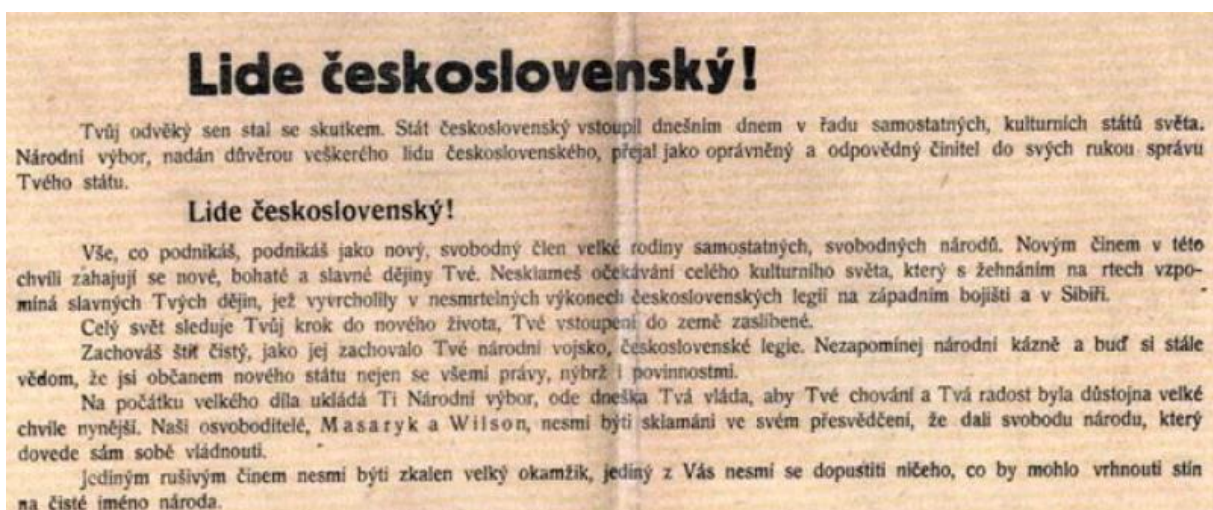 Lide československý!
Tvůj odvěký sen stal se skutkem. Stát československý vstoupil dnešním dnem v řadu samostatných, kulturních států světa.
Národní výbor, nadán důvěrou veškerého lidu československého, přejal jako oprávněný a odpovědný činitel do svých rukou správu
Tvého státu.
Lide československý!
Vše, co podnikáš, podnikáš jako nový, svobodný člen velké rodiny samostatných, svobodných národů. Novým činem v této
chvíli zahajují se nové, bohaté a slavné dějiny Tvé. Nesklameš očekávání celého kulturního světa, který s žehnáním na rtech vzpo-
míná slavných Tvých dějin, jež vyvrcholily v nesmrtelných výkonech československých legií na západním bojišti a v Sibiři.
Celý svět sleduje Tvůj krok do nového života, Tvé vstoupení do země zaslíbené.
Zachováš štít čistý, jako jej zachovalo Tvé národní vojsko, československé legie. Nezapomínej národní kázně a buď si stále
vědom, že jsi občanem nového státu nejen se všemi právy, nýbrž i povinnostmi.
Na počátku velkého díla ukládá Ti Národní výbor, ode dneška Tvá vláda, aby Tvé chování a Tvá radost byla důstojna velké
chvíle nynější. Naši osvoboditelé, Masaryk a Wilson, nesmí býti sklamáni ve svém přesvědčení, že dali svobodu národu, který
dovede sám sobě vládnouti.
Jediným rušivým činem nesmí býti zkalen velký okamžik, jediný z Vás nesmí se dopustiti ničeho, co by mohlo vrhnouti stín
na čisté jméno národa.